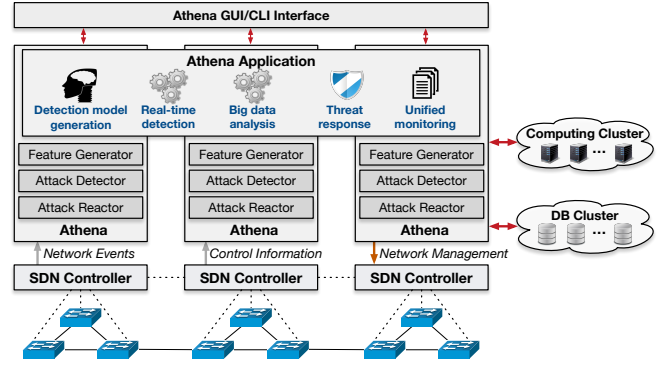 Athena GUI/CLI Interface
Athena Application
Detection model generation
Real-time detection
Big data analysis
Threat response
Unified monitoring
Feature Generator
Attack Detector
Attack Reactor
Athena
Feature Generator
Attack Detector
Attack Reactor
Feature Generator
Attack Detector
Attack Reactor
Athena
Computing Cluster
...
DB Cluster
...
Network Events
Control Information
Network Management
SDN Controller
SDN Controller
SDN Controller